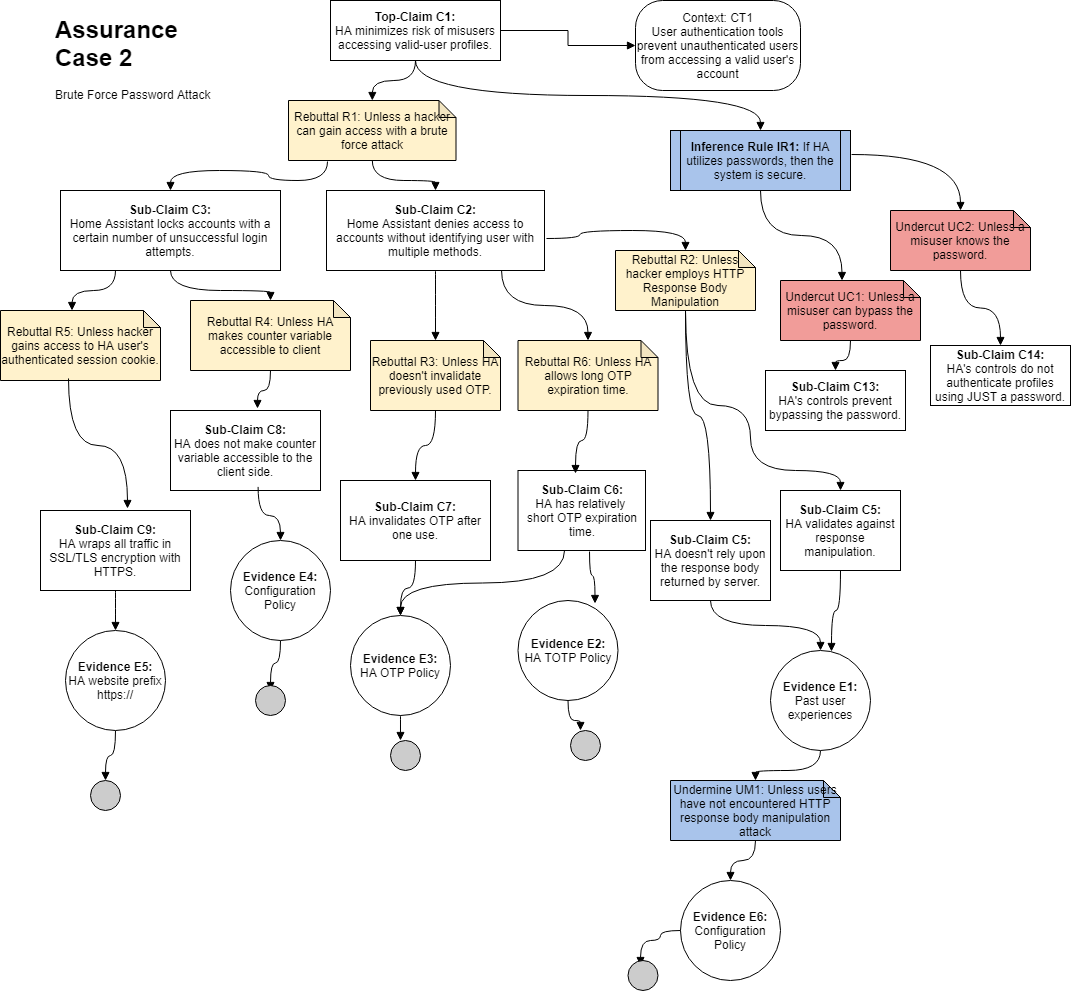 Assurance
Case 2
Brute Force Password Attack
Top-Claim C1:
HA minimizes risk of misusers
accessing valid-user profiles.
Context: CT1
User authentication tools
prevent unauthenticated users
from accessing a valid user's
account
Rebuttal R1: Unless a hacker
can gain access with a brute
force attack
Inference Rule IR1: If HA
utilizes passwords, then the
system is secure.
Sub-Claim C3:
Home Assistant locks accounts with a
certain number of unsuccessful login
attempts.
Sub-Claim C2:
Home Assistant denies access to
accounts without identifying user with
multiple methods.
Undercut UC2: Unless a
misuser knows the
password.
Rebuttal R2: Unless
hacker employs HTTP
Response Body
Manipulation
Undercut UC1: Unless a
misuser can bypass the
password.
Rebuttal R5: Unless hacker
gains access to HA user's
authenticated session cookie.
Rebuttal R4: Unless HA
makes counter variable
accessible to client
Rebuttal R3: Unless HA
doesn't invalidate
previously used OTP.
Rebuttal R6: Unless HA
allows long OTP
expiration time.
Sub-Claim C13:
HA's controls prevent
bypassing the password.
Sub-Claim C14:
HA's controls do not
authenticate profiles
using JUST a password.
Sub-Claim C8:
HA does not make counter
variable accessible to the
client side.
Sub-Claim C7:
HA invalidates OTP after
one use.
Sub-Claim C6:
HA has relatively
short OTP expiration
time.
Sub-Claim C5:
HA doesn't rely upon
the response body
returned by server.
Sub-Claim C5:
HA validates against
response
manipulation.
Sub-Claim C9:
HA wraps all traffic in
SSL/TLS encryption with
HTTPS.
Evidence E4:
Configuration
Policy
Evidence E5:
HA website prefix
https://
Evidence E3:
HA OTP Policy
Evidence E2:
HA TOTP Policy
Evidence E1:
Past user
experiences
Undermine UM1: Unless users
have not encountered HTTP
response body manipulation
attack
Evidence E6:
Configuration
Policy